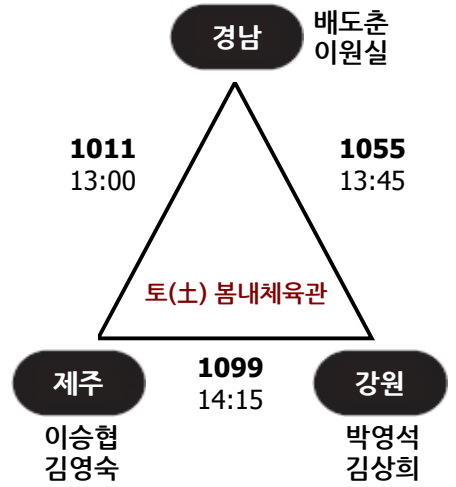 경남
배도춘
이원실
1011
13:00
1055
13:45
토(土) 봄내체육관
제주
1099
14:15
강원
이승협
김영숙
박영석
김상희